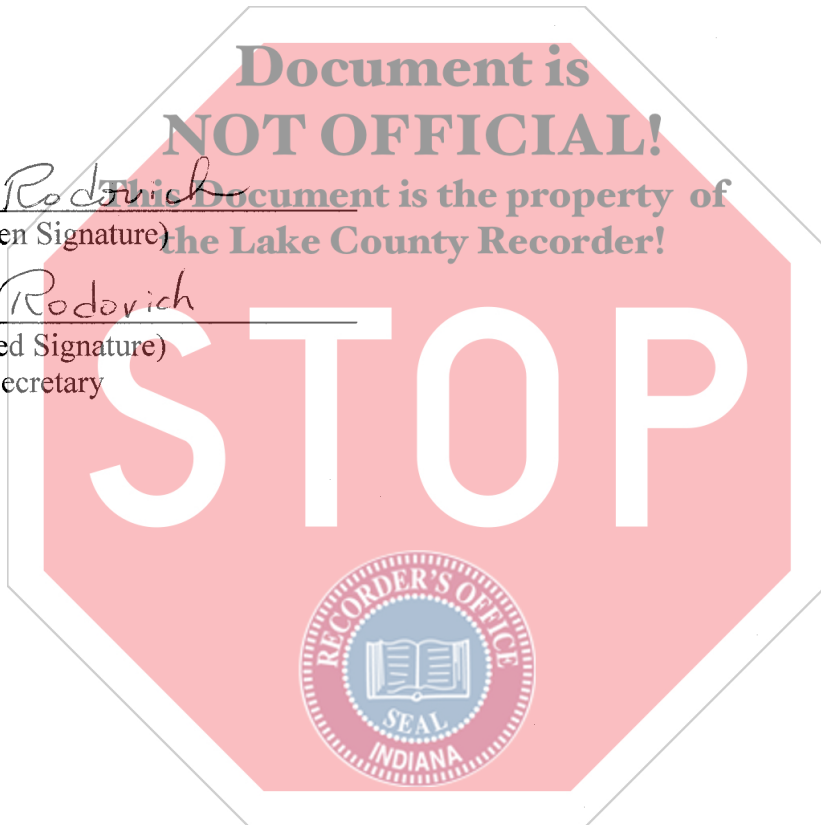 Document is
NOT OFFICIAL!
This Document is the property of
the Lake County Recorder!
Rodovich
en Signature)
Rodovich
ed Signature)
ecretary
STOP
RECORDER'S OFFICE
SEAL
INDIANA